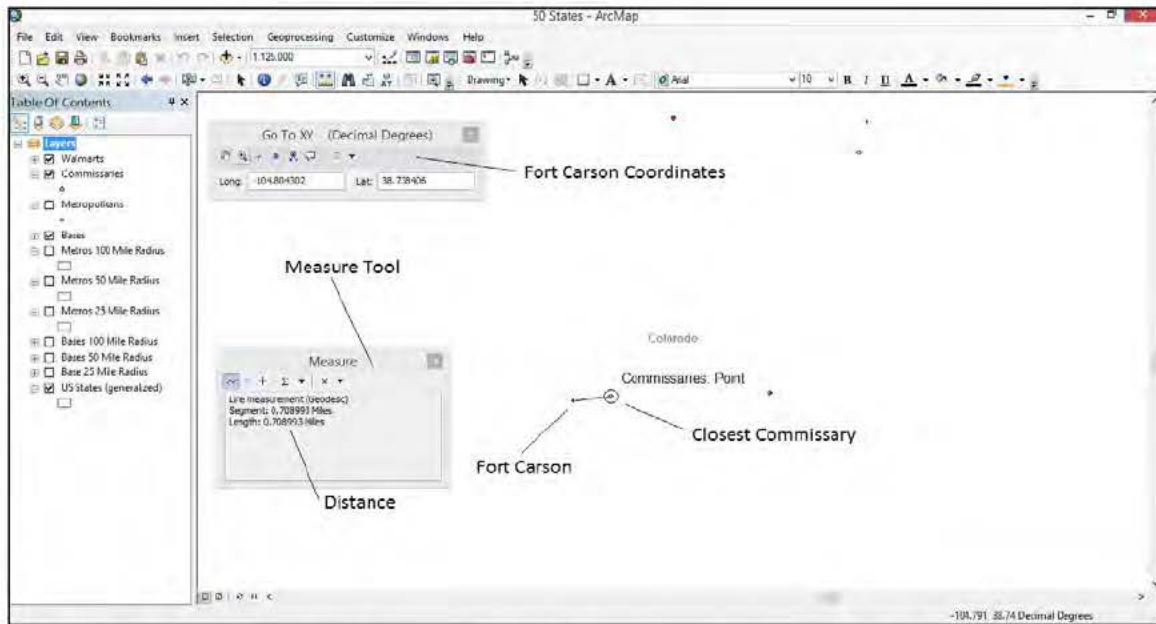 50 States - ArcMap
File Edit View Bookmarks Insert Selection Geoprocessing Customize Windows Help
1:125,000
Drawing
Arial
10
B I U A
Table Of Contents
Layers
Walmarts
Commissaries
Metropolitans
Bases
Metros 100 Mile Radius
Metros 50 Mile Radius
Metros 25 Mile Radius
Bases 100 Mile Radius
Bases 50 Mile Radius
Base 25 Mile Radius
US States (generalized)
Go To XY (Decimal Degrees)
Long: -104.804302 Lat: 38.738406
Fort Carson Coordinates
Measure Tool
Measure
Line measurement (Geodesic)
Segment: 0.708993 Miles
Length: 0.708993 Miles
Distance
Colorado
Commissaries: Point
Closest Commissary
Fort Carson
-104.791 38.74 Decimal Degrees